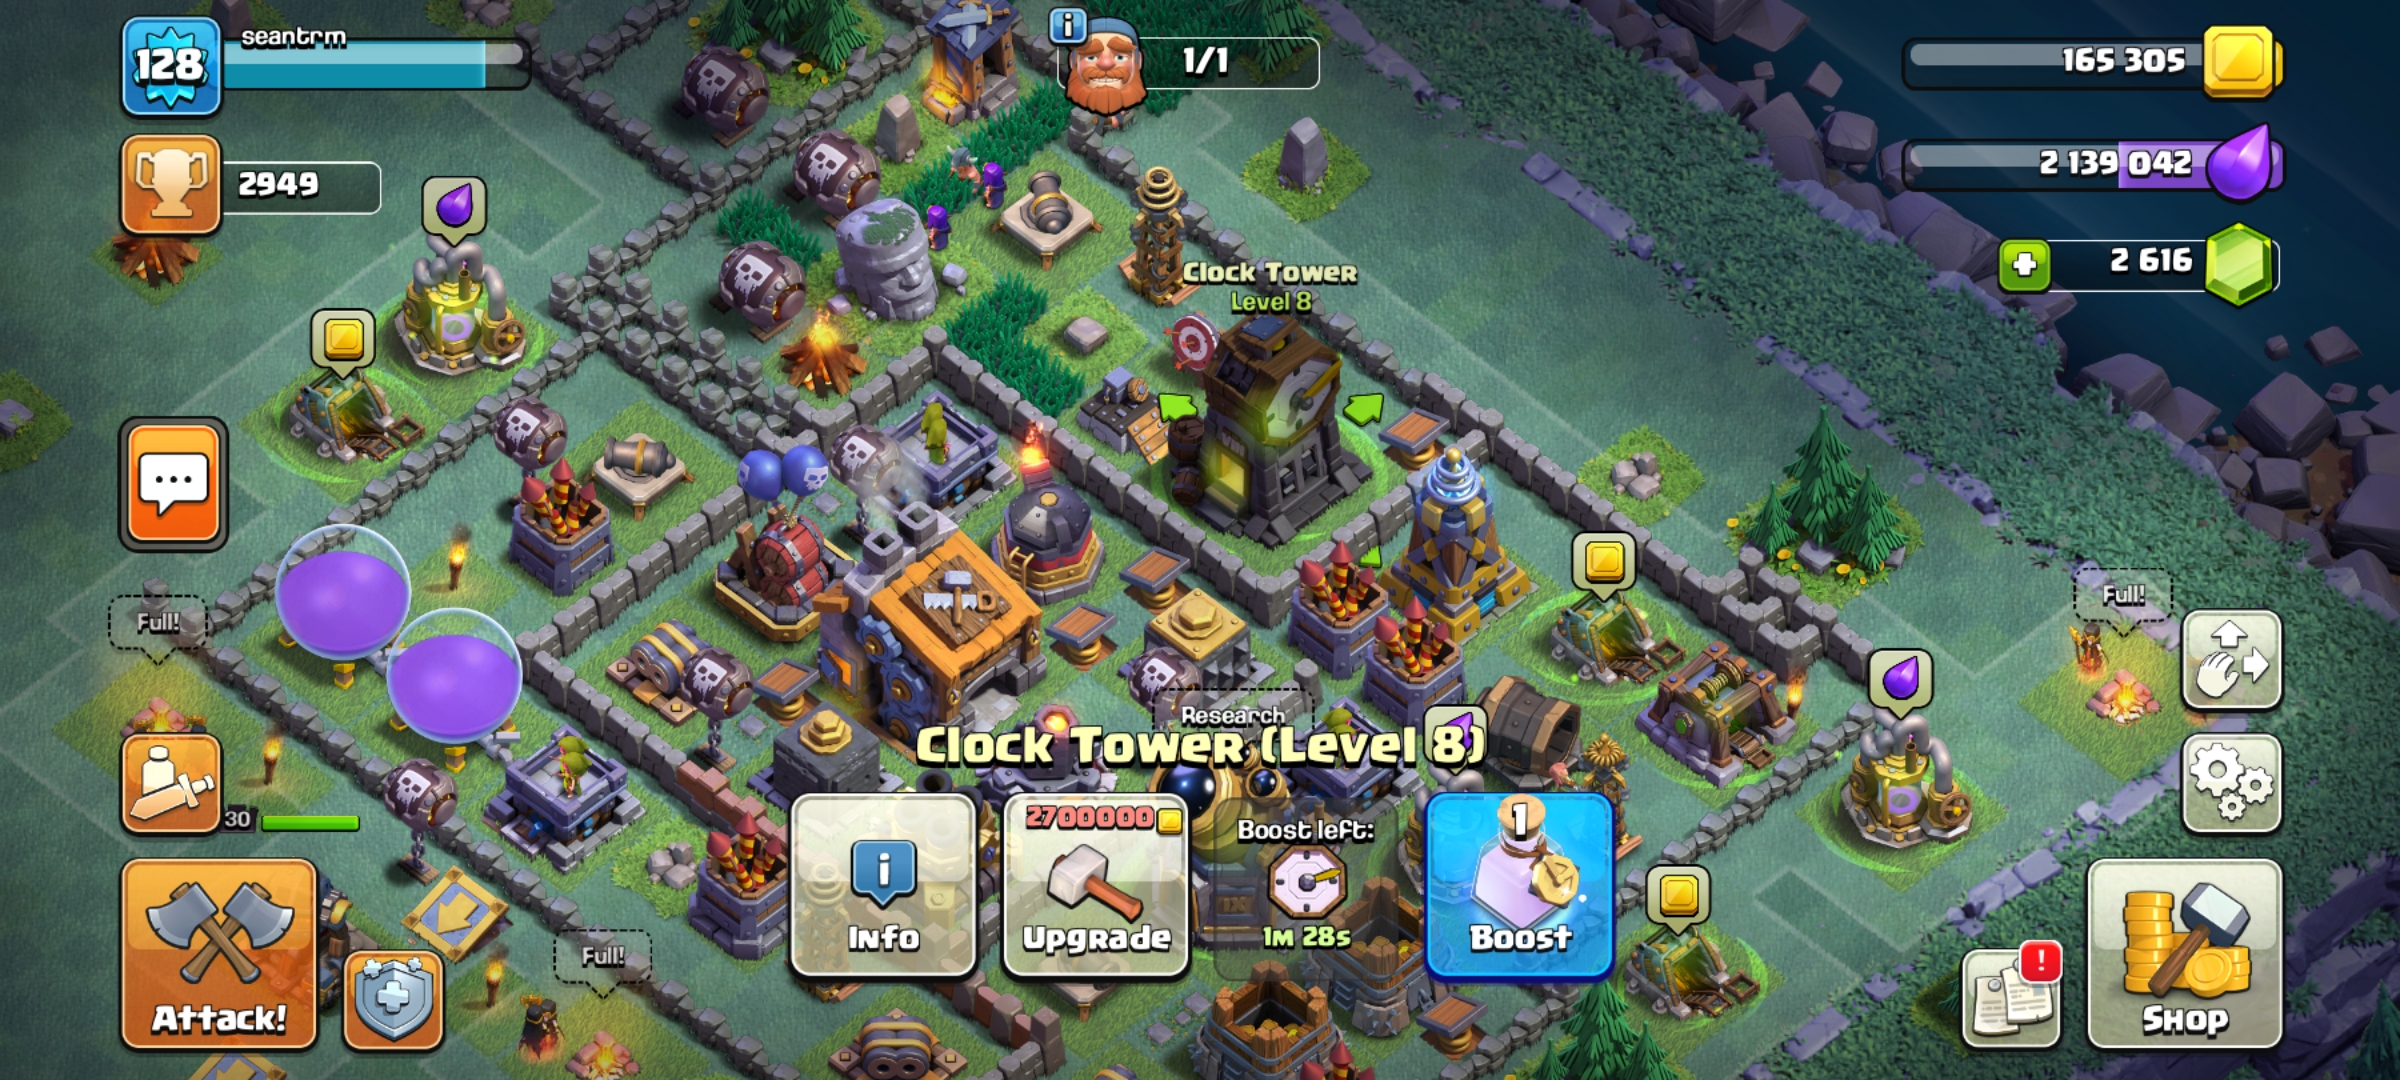 128
seantrm
1/1
165 305
2949
2 139 042
2 616
Clock Tower
Level 8
Full!
Full!
Research
Clock Tower (Level 8)
30
2700000
Boost left:
1
1m 28s
Info
Upgrade
Boost
Full!
Attack!
!
Shop